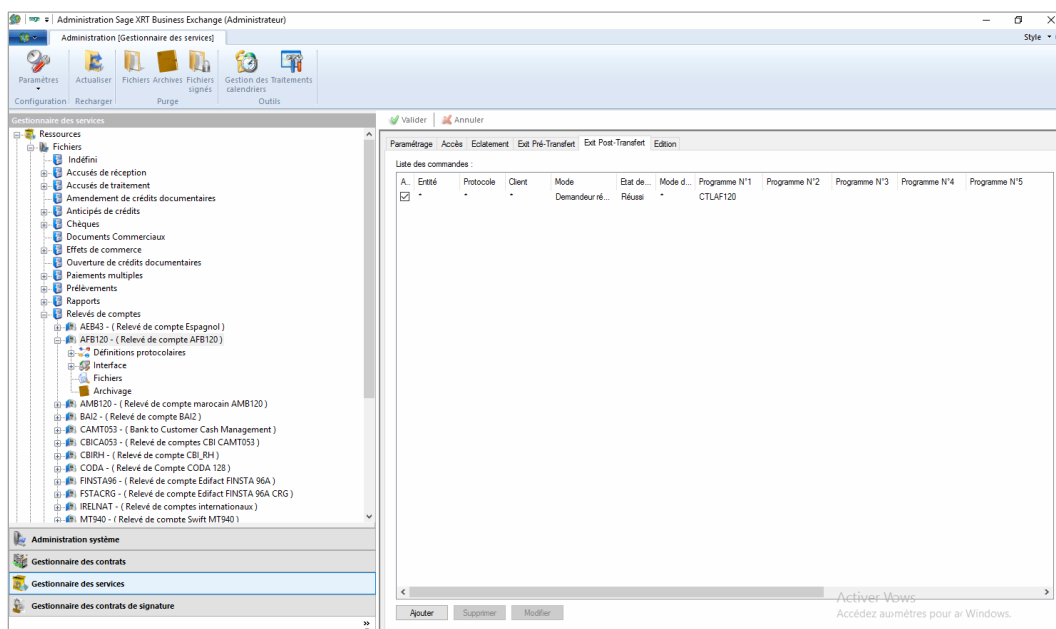 Administration Sage XRT Business Exchange (Administrateur)
Administration [Gestionnaire des services]
Style
Paramètres
Actualiser
Fichiers Archives Fichiers signés
Gestion des calendriers
Traitements
Configuration
Recharger
Purge
Outils
Gestionnaire des services
Ressources
Fichiers
Indéfini
Accusés de réception
Accusés de traitement
Amendement de crédits documentaires
Anticipés de crédits
Chèques
Documents Commerciaux
Effets de commerce
Ouverture de crédits documentaires
Paiements multiples
Prélèvements
Rapports
Relevés de comptes
AEB43 - ( Relevé de compte Espagnol )
AFB120 - ( Relevé de compte AFB120 )
Définitions protocolaires
Interface
Fichiers
Archivage
AMB120 - ( Relevé de compte marocain AMB120 )
BAI2 - ( Relevé de compte BAI2 )
CAMT053 - ( Bank to Customer Cash Management )
CBICA053 - ( Relevé de comptes CBI CAMT053 )
CBIRH - ( Relevé de compte CBI_RH )
CODA - ( Relevé de Compte CODA 128 )
FINSTA96 - ( Relevé de compte Edifact FINSTA 96A )
FSTACRG - ( Relevé de compte Edifact FINSTA 96A CRG )
IRELNAT - ( Relevé de comptes internationaux )
MT940 - ( Relevé de compte Swift MT940 )
Administration système
Gestionnaire des contrats
Gestionnaire des services
Gestionnaire des contrats de signature
Valider
Annuler
Paramétrage Accès Eclatement Exit Pré-Transfert Exit Post-Transfert Edition
Liste des commandes :
A... Entité Protocole Client Mode Etat de... Mode d... Programme N°1 Programme N°2 Programme N°3 Programme N°4 Programme N°5
* * * Demandeur ré... Réussi * CTLAF120
Ajouter Supprimer Modifier